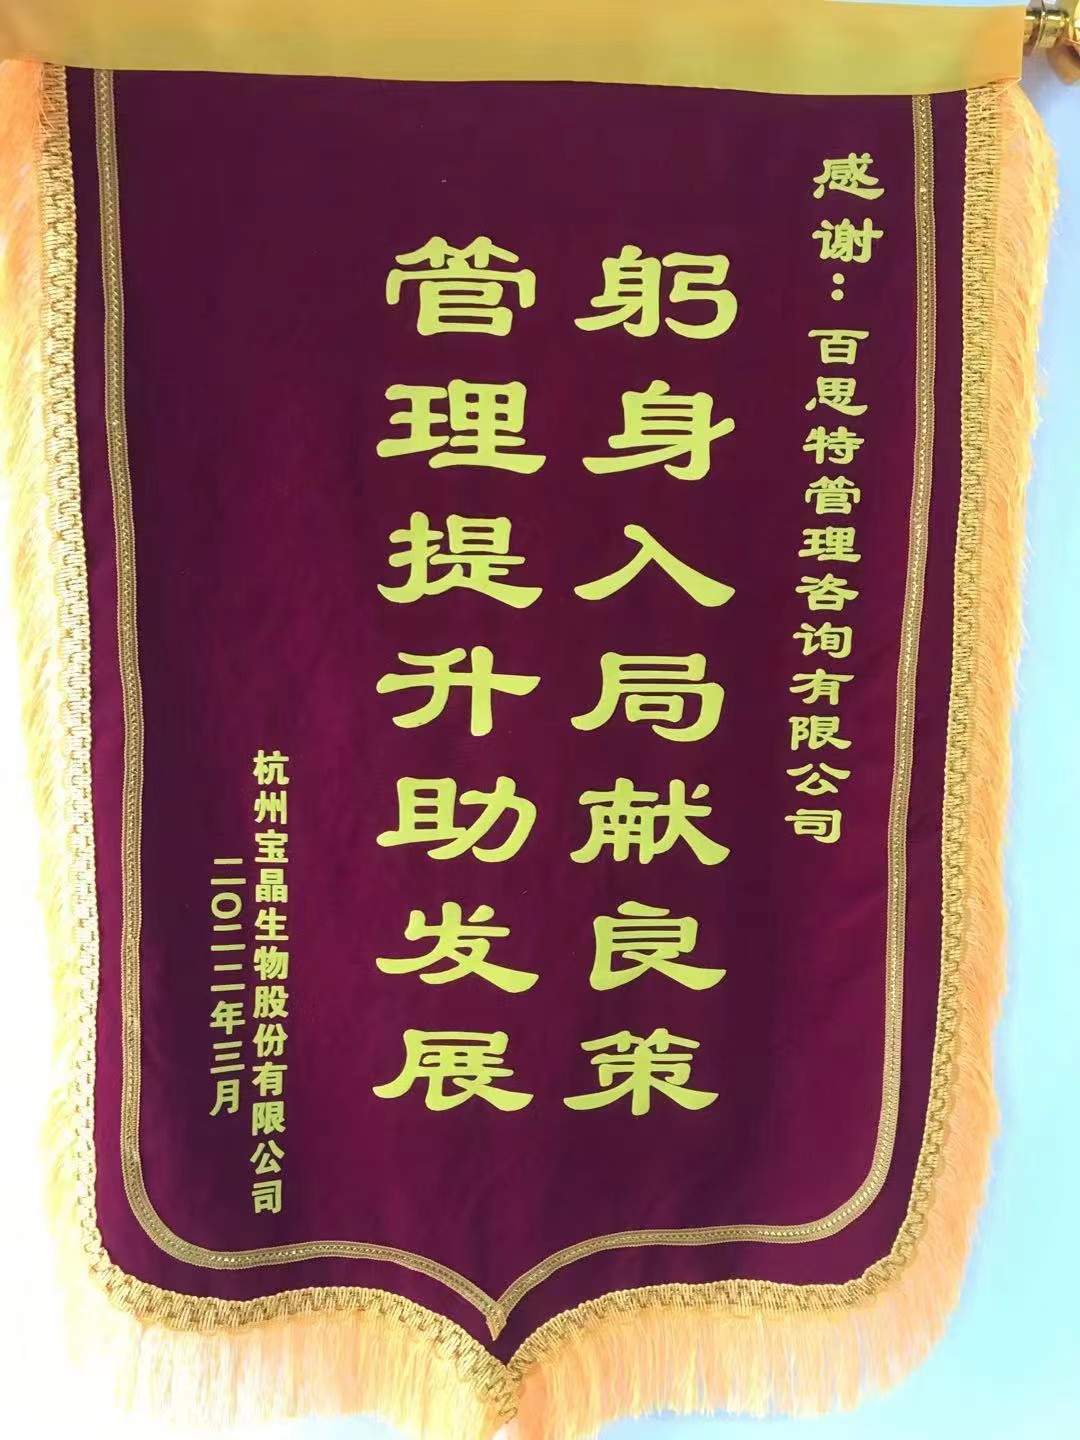 感谢：百思特管理咨询有限公司
躬身入局献良策
管理提升助发展
杭州宝晶生物股份有限公司
二〇二二年三月